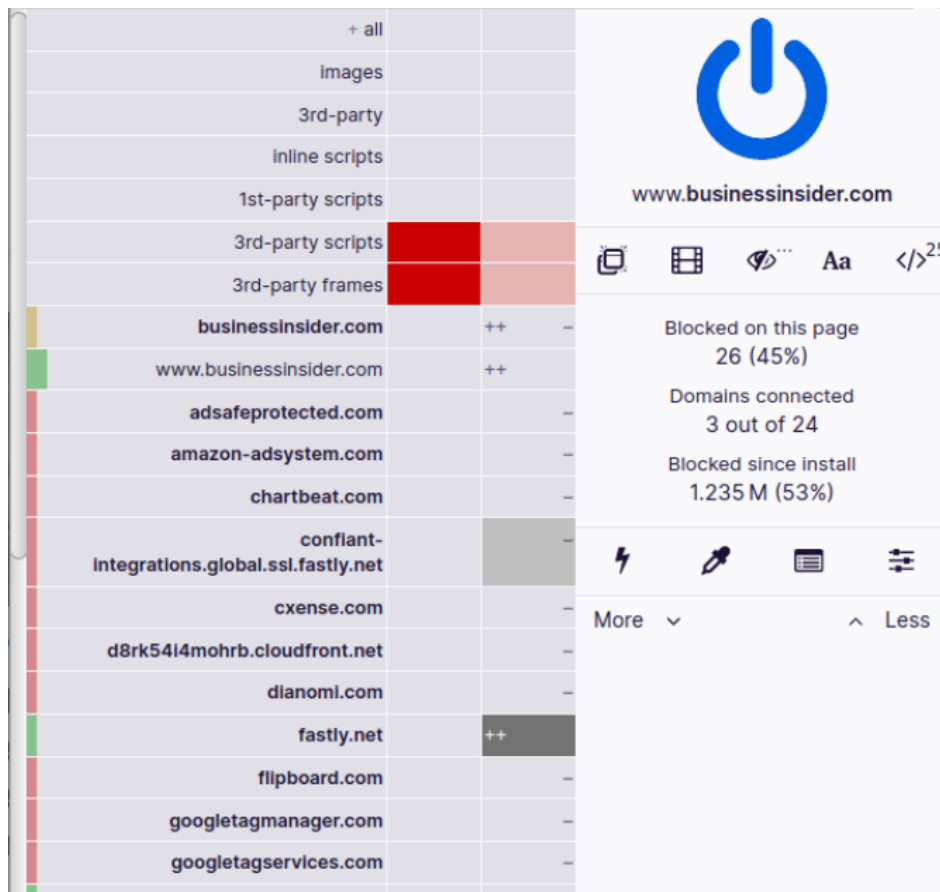 + all
images
3rd-party
inline scripts
1st-party scripts
3rd-party scripts
3rd-party frames
businessinsider.com ++ –
www.businessinsider.com ++
adsafeprotected.com –
amazon-adsystem.com –
chartbeat.com –
confiant-
integrations.global.ssl.fastly.net –
cxense.com –
d8rk54i4mohrb.cloudfront.net –
dianomi.com –
fastly.net ++
flipboard.com –
googletagmanager.com –
googletagservices.com –
www.businessinsider.com
Aa </>25
Blocked on this page
26 (45%)
Domains connected
3 out of 24
Blocked since install
1.235 M (53%)
More Less